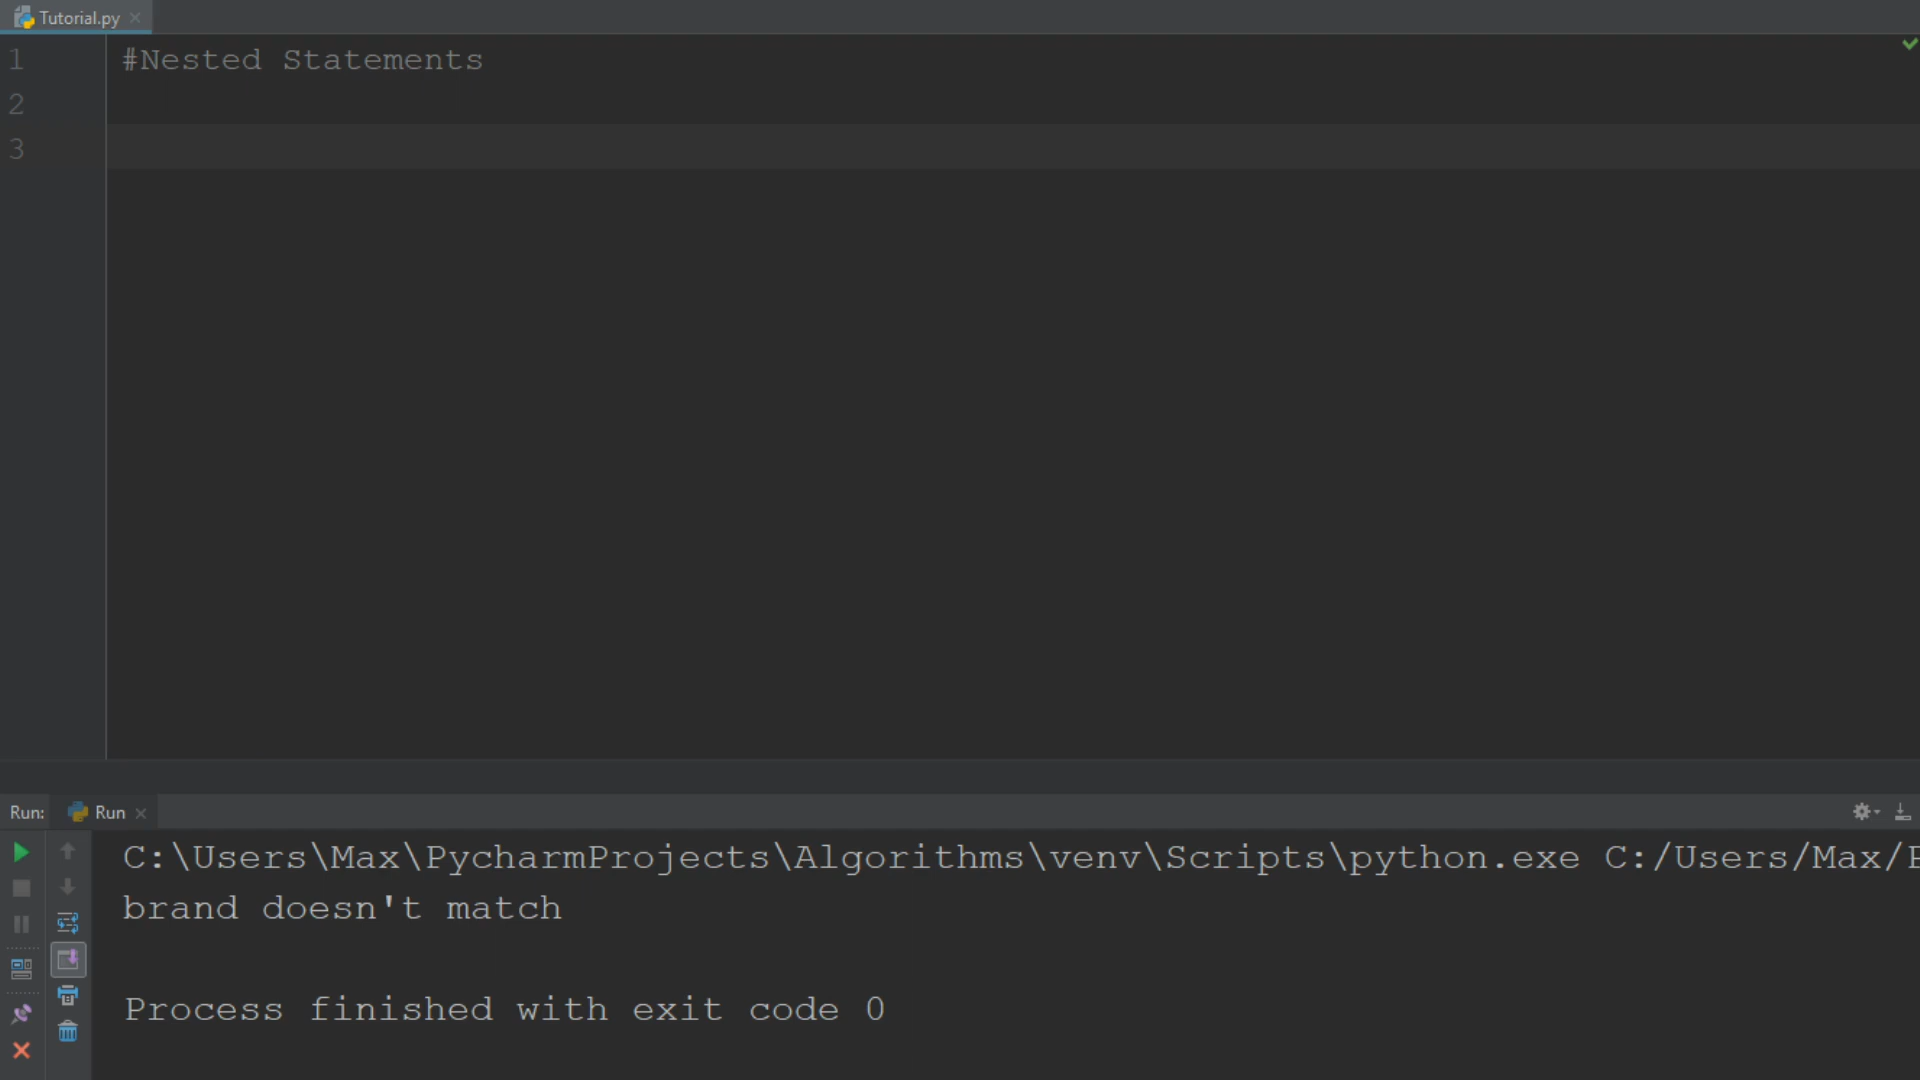 Tutorial.py
1 #Nested Statements
2
3
Run: Run
C:\Users\Max\PycharmProjects\Algorithms\venv\Scripts\python.exe C:/Users/Max/
brand doesn't match
Process finished with exit code 0